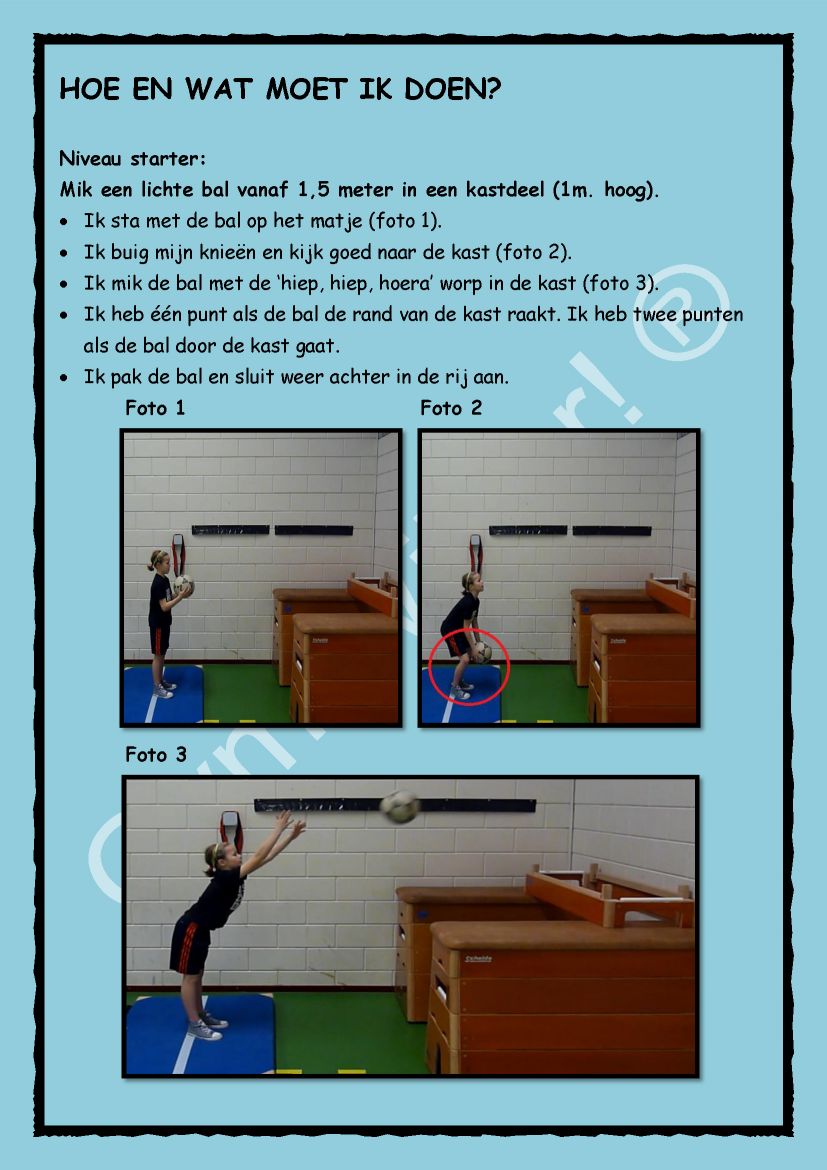 HOE EN WAT MOET IK DOEN?
Niveau starter:
Mik een lichte bal vanaf 1,5 meter in een kastdeel (1m. hoog).
• Ik sta met de bal op het matje (foto 1).
• Ik buig mijn knieën en kijk goed naar de kast (foto 2).
• Ik mik de bal met de ‘hiep, hiep, hoera’ worp in de kast (foto 3).
• Ik heb één punt als de bal de rand van de kast raakt. Ik heb twee punten
als de bal door de kast gaat.
• Ik pak de bal en sluit weer achter in de rij aan.
Foto 1 Foto 2
Schelde Schelde
Foto 3
Schelde